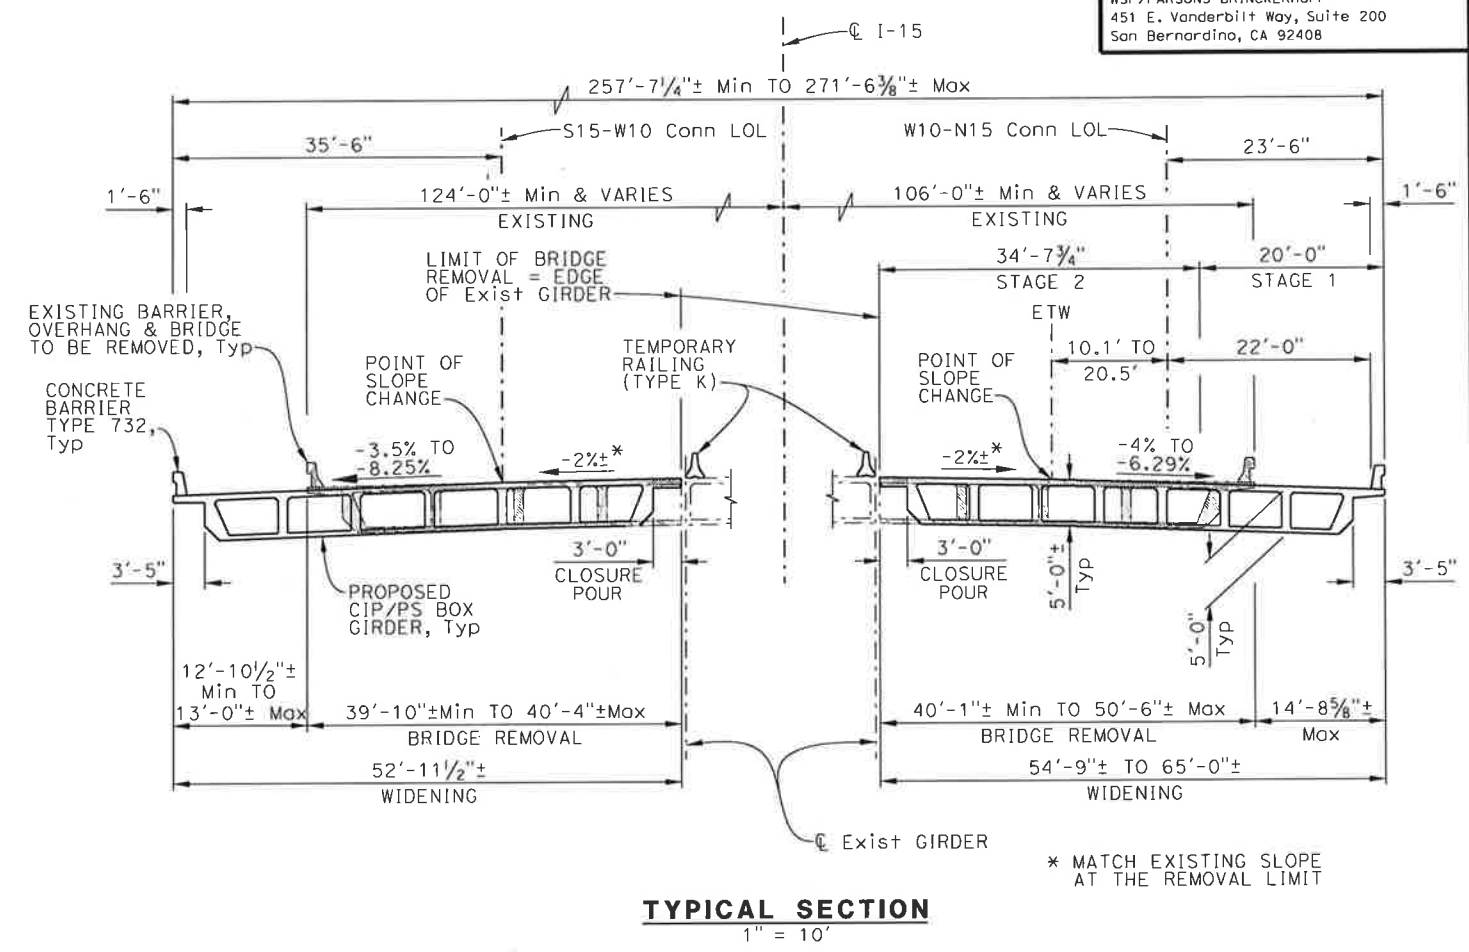 451 E. Vanderbilt Way, Suite 200
San Bernardino, CA 92408
℄ I-15
257'-7¼"± Min TO 271'-6⅜"± Max
S15-W10 Conn LOL
W10-N15 Conn LOL
35'-6"
23'-6"
1'-6"
124'-0"± Min & VARIES
EXISTING
106'-0"± Min & VARIES
EXISTING
1'-6"
LIMIT OF BRIDGE
REMOVAL = EDGE
OF Exist GIRDER
34'-7¾"
STAGE 2
20'-0"
STAGE 1
EXISTING BARRIER,
OVERHANG & BRIDGE
TO BE REMOVED, Typ
ETW
POINT OF
SLOPE
CHANGE
TEMPORARY
RAILING
(TYPE K)
POINT OF
SLOPE
CHANGE
10.1' TO
20.5'
22'-0"
CONCRETE
BARRIER
TYPE 732,
Typ
-3.5% TO
-8.25%
-2%±*
-2%±*
-4% TO
-6.29%
3'-5"
3'-0"
CLOSURE
POUR
3'-0"
CLOSURE
POUR
5'-0"±
Typ
5'-0"
Typ
3'-5"
PROPOSED
CIP/PS BOX
GIRDER, Typ
12'-10½"±
Min TO
13'-0"± Max
39'-10"±Min TO 40'-4"±Max
BRIDGE REMOVAL
40'-1"± Min TO 50'-6"± Max
BRIDGE REMOVAL
14'-8⅝"±
Max
52'-11½"±
WIDENING
54'-9"± TO 65'-0"±
WIDENING
℄ Exist GIRDER
* MATCH EXISTING SLOPE
AT THE REMOVAL LIMIT
TYPICAL SECTION
1" = 10'